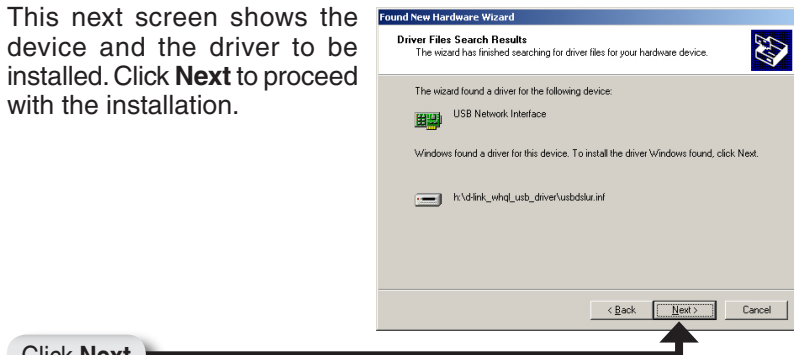 This next screen shows the
device and the driver to be
installed. Click Next to proceed
with the installation.
Found New Hardware Wizard
Driver Files Search Results
The wizard has finished searching for driver files for your hardware device.
The wizard found a driver for the following device:
USB Network Interface
Windows found a driver for this device. To install the driver Windows found, click Next.
h:\d-link_whql_usb_driver\usbdslur.inf
< Back Next > Cancel
Click Next